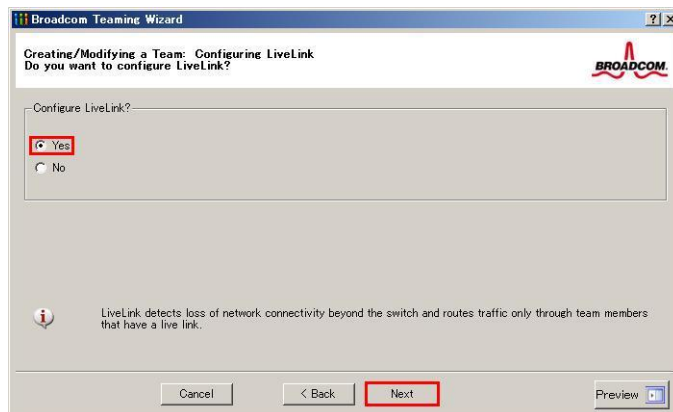 Broadcom Teaming Wizard
Creating/Modifying a Team: Configuring LiveLink
Do you want to configure LiveLink?
BROADCOM.
Configure LiveLink?
Yes
No
LiveLink detects loss of network connectivity beyond the switch and routes traffic only through team members
that have a live link.
Cancel
< Back
Next
Preview